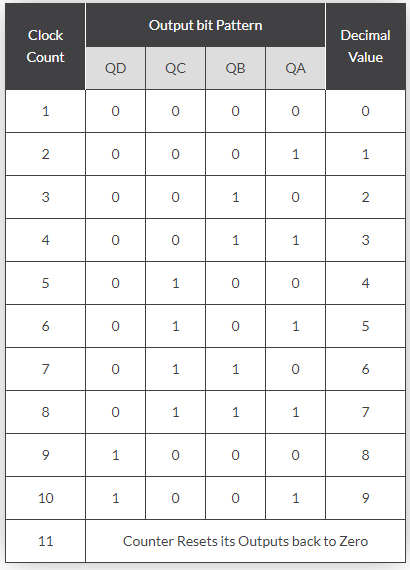 Clock Count Output bit Pattern Decimal Value
QD QC QB QA
1 0 0 0 0 0
2 0 0 0 1 1
3 0 0 1 0 2
4 0 0 1 1 3
5 0 1 0 0 4
6 0 1 0 1 5
7 0 1 1 0 6
8 0 1 1 1 7
9 1 0 0 0 8
10 1 0 0 1 9
11 Counter Resets its Outputs back to Zero